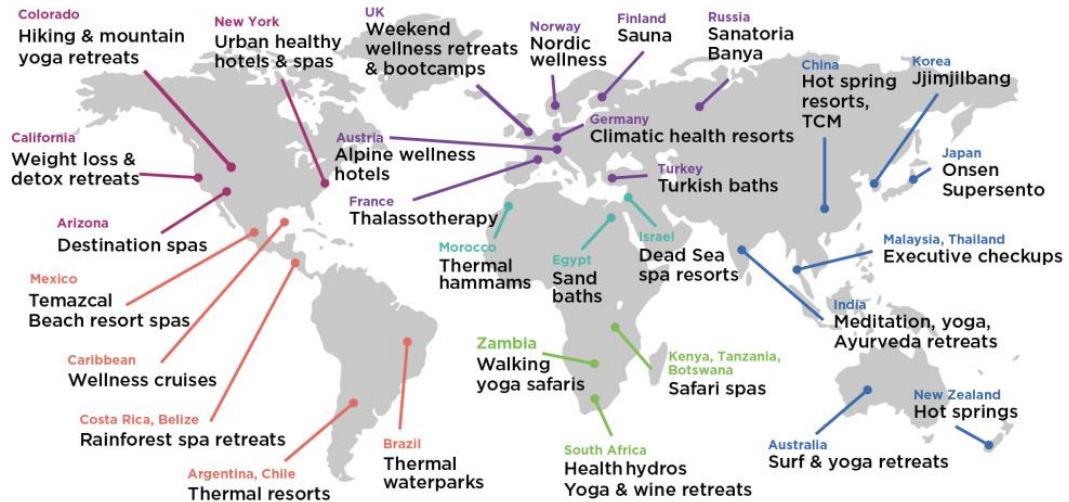 Colorado
Hiking & mountain
yoga retreats
New York
Urban healthy
hotels & spas
UK
Weekend
wellness retreats
& bootcamps
Norway
Nordic
wellness
Finland
Sauna
Russia
Sanatoria
Banya
China
Hot spring
resorts,
TCM
Korea
Jjimjilbang
California
Weight loss &
detox retreats
Austria
Alpine wellness
hotels
Germany
Climatic health resorts
Japan
Onsen
Supersento
Turkey
Turkish baths
France
Thalassotherapy
Arizona
Destination spas
Morocco
Thermal
hammams
Egypt
Sand
baths
Israel
Dead Sea
spa resorts
Malaysia, Thailand
Executive checkups
Mexico
Temazcal
Beach resort spas
India
Meditation, yoga,
Ayurveda retreats
Caribbean
Wellness cruises
Zambia
Walking
yoga safaris
Kenya, Tanzania,
Botswana
Safari spas
Costa Rica, Belize
Rainforest spa retreats
New Zealand
Hot springs
Argentina, Chile
Thermal resorts
Brazil
Thermal
waterparks
South Africa
Health hydros
Yoga & wine retreats
Australia
Surf & yoga retreats